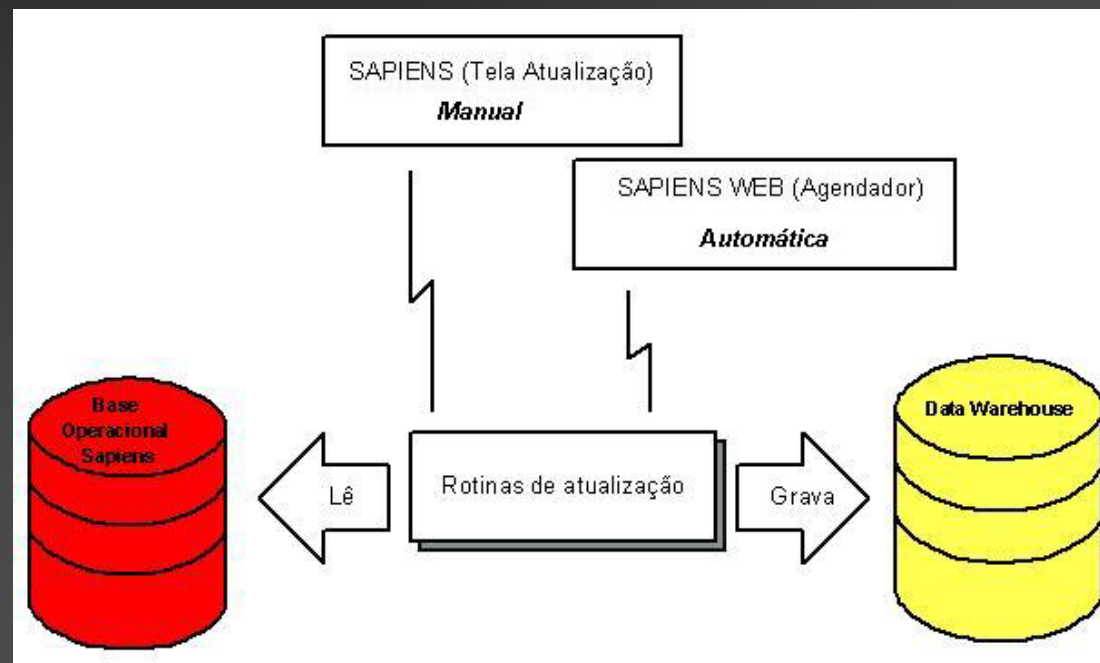 SAPIENS (Tela Atualização)
Manual
SAPIENS WEB (Agendador)
Automática
Base
Operacional
Sapiens
Lê
Rotinas de atualização
Grava
Data Warehouse